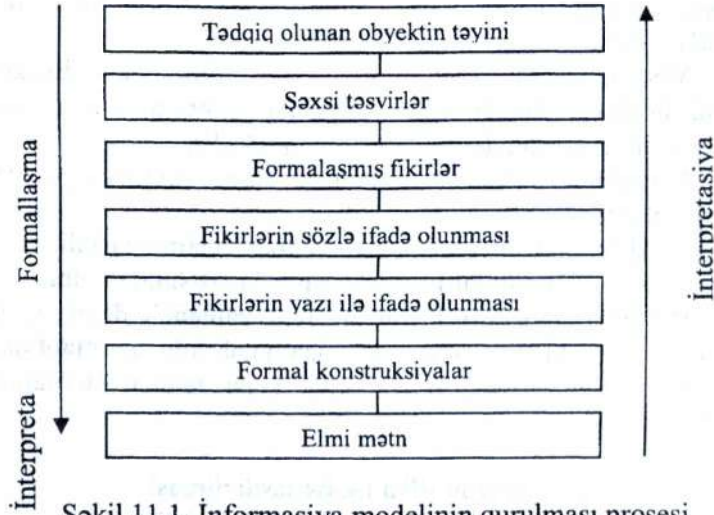 Tədqiq olunan obyektin təyini
Şəxsi təsvirlər
Formalaşmış fikirlər
Fikirlərin sözlə ifadə olunması
Fikirlərin yazı ilə ifadə olunması
Formal konstruksiyalar
Elmi mətn
Formallaşma
İnterpreta
İnterpretasiya
Şəkil 11.1. İnformasiya modelinin qurulması prosesi